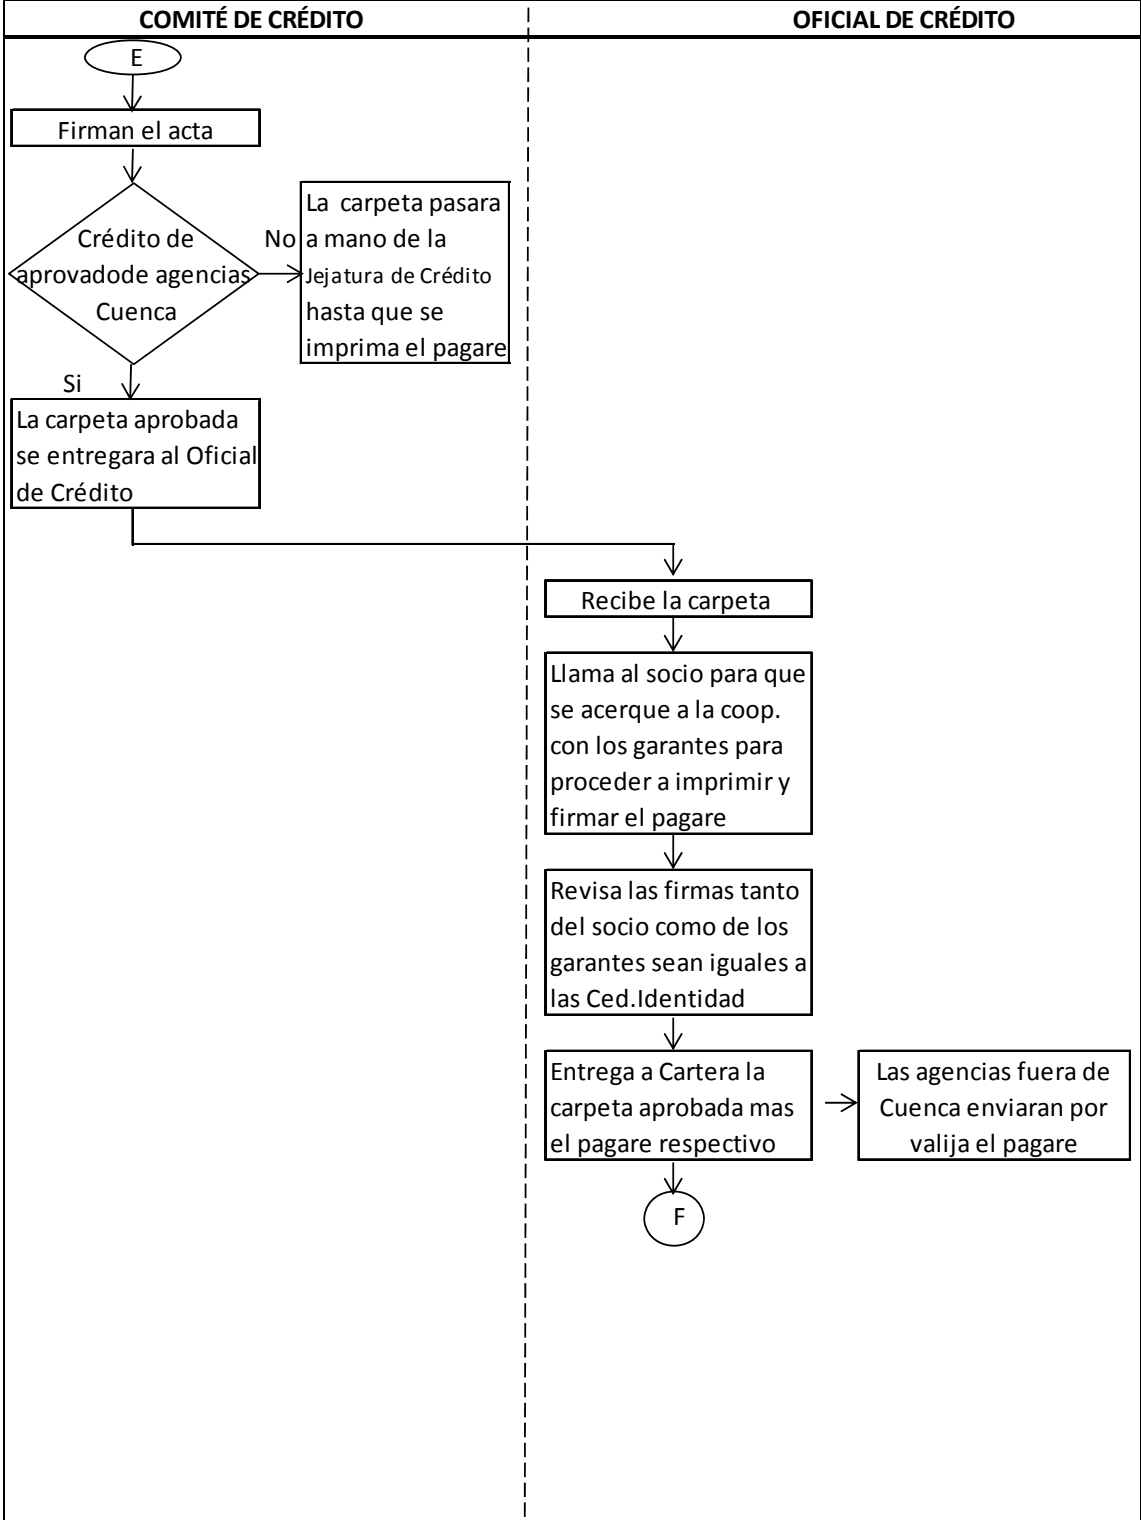 COMITÉ DE CRÉDITO
OFICIAL DE CRÉDITO
E
Firman el acta
Crédito de
aprovadode agencias
Cuenca
No
La carpeta pasara
a mano de la
Jejatura de Crédito
hasta que se
imprima el pagare
Si
La carpeta aprobada
se entregara al Oficial
de Crédito
Recibe la carpeta
Llama al socio para que
se acerque a la coop.
con los garantes para
proceder a imprimir y
firmar el pagare
Revisa las firmas tanto
del socio como de los
garantes sean iguales a
las Ced.Identidad
Entrega a Cartera la
carpeta aprobada mas
el pagare respectivo
Las agencias fuera de
Cuenca enviaran por
valija el pagare
F